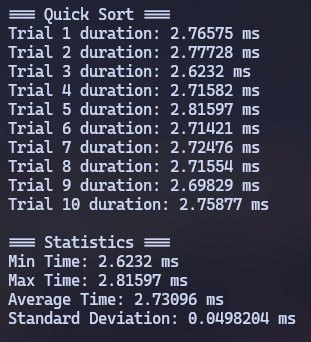 === Quick Sort ===
Trial 1 duration: 2.76575 ms
Trial 2 duration: 2.77728 ms
Trial 3 duration: 2.6232 ms
Trial 4 duration: 2.71582 ms
Trial 5 duration: 2.81597 ms
Trial 6 duration: 2.71421 ms
Trial 7 duration: 2.72476 ms
Trial 8 duration: 2.71554 ms
Trial 9 duration: 2.69829 ms
Trial 10 duration: 2.75877 ms
=== Statistics ===
Min Time: 2.6232 ms
Max Time: 2.81597 ms
Average Time: 2.73096 ms
Standard Deviation: 0.0498204 ms